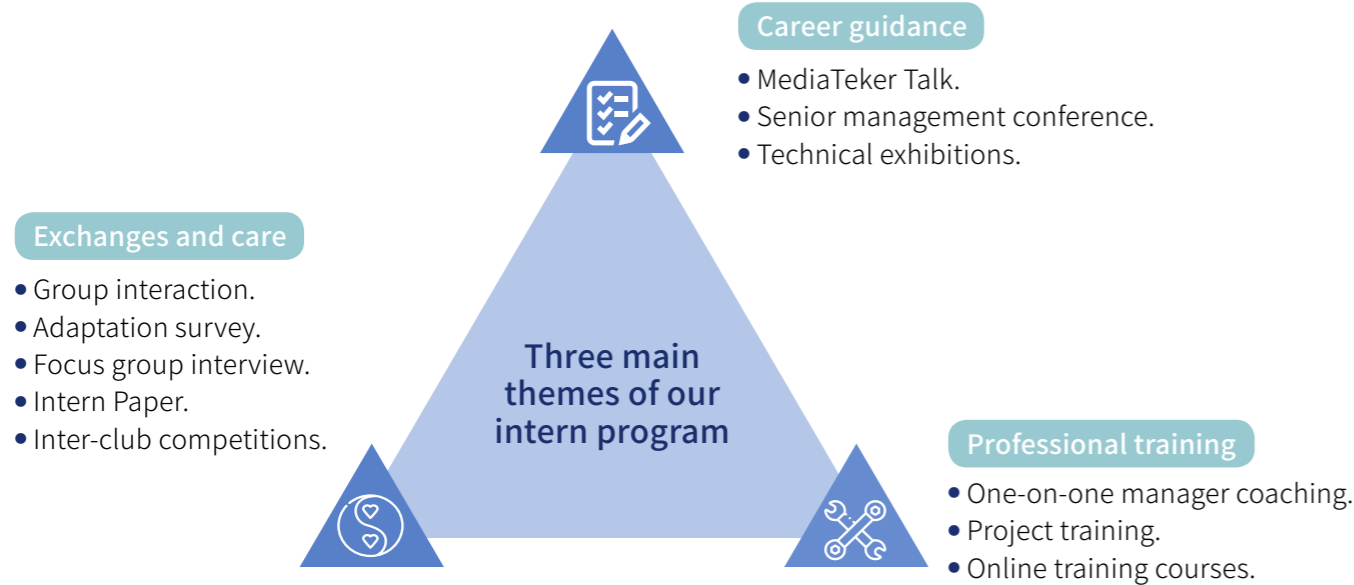 Career guidance
• MediaTeker Talk.
• Senior management conference.
• Technical exhibitions.
Exchanges and care
• Group interaction.
• Adaptation survey.
• Focus group interview.
• Intern Paper.
• Inter-club competitions.
Three main
themes of our
intern program
Professional training
• One-on-one manager coaching.
• Project training.
• Online training courses.